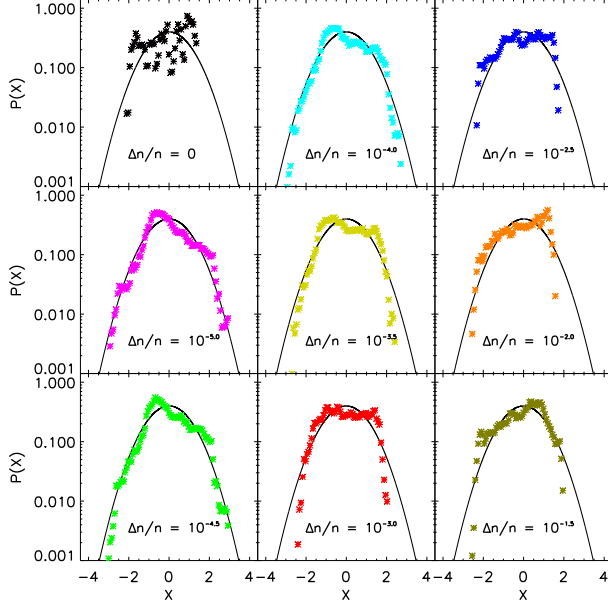 1.000
0.100
0.010
0.001
P(X)
Δn/n = 0
Δn/n = 10^-4.0
Δn/n = 10^-2.5
1.000
0.100
0.010
0.001
P(X)
Δn/n = 10^-5.0
Δn/n = 10^-3.5
Δn/n = 10^-2.0
1.000
0.100
0.010
0.001
P(X)
Δn/n = 10^-4.5
Δn/n = 10^-3.0
Δn/n = 10^-1.5
−4 −2 0 2 4 −4 −2 0 2 4 −4 −2 0 2 4
X X X